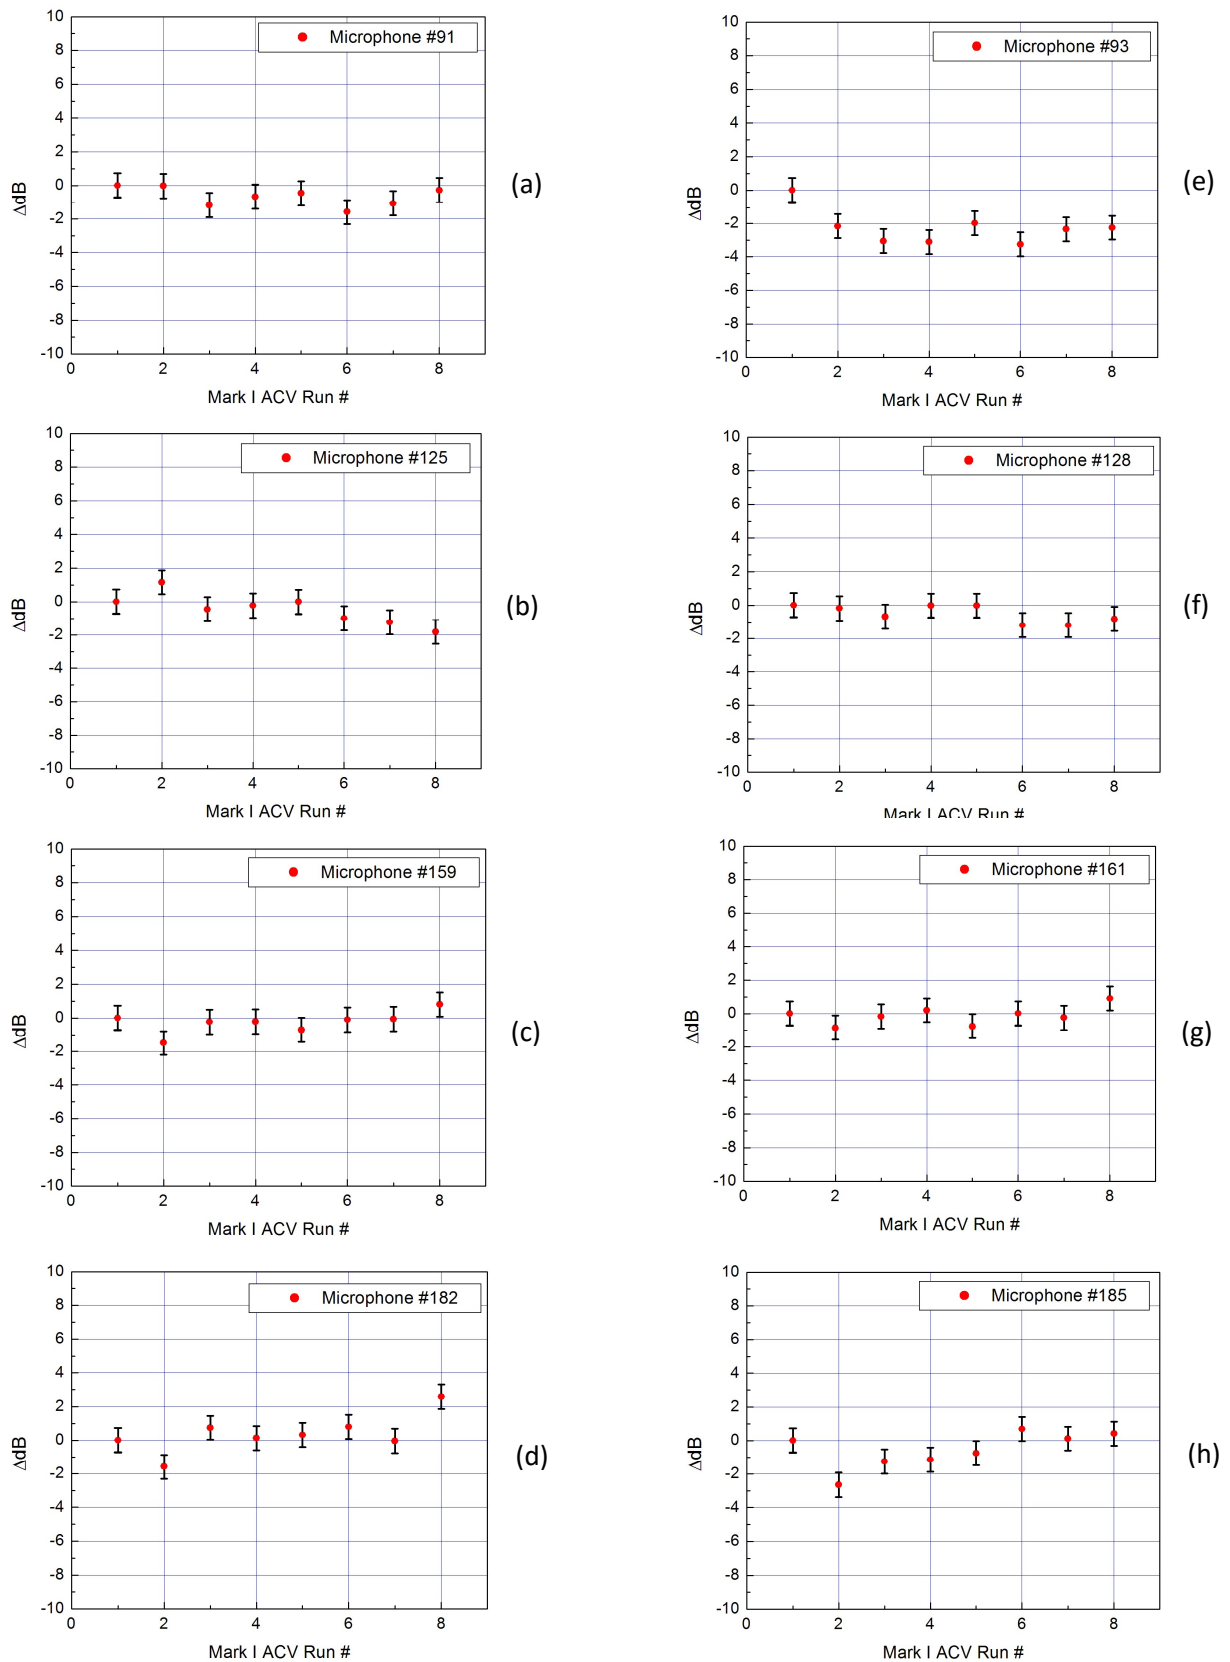 Microphone #91
10
8
6
4
2
0
-2
-4
-6
-8
-10
ΔdB
0 2 4 6 8
Mark I ACV Run #
(a)
Microphone #93
10
8
6
4
2
0
-2
-4
-6
-8
-10
ΔdB
0 2 4 6 8
Mark I ACV Run #
(e)
Microphone #125
10
8
6
4
2
0
-2
-4
-6
-8
-10
ΔdB
0 2 4 6 8
Mark I ACV Run #
(b)
Microphone #128
10
8
6
4
2
0
-2
-4
-6
-8
-10
ΔdB
0 2 4 6 8
Mark I ACV Run #
(f)
Microphone #159
10
8
6
4
2
0
-2
-4
-6
-8
-10
ΔdB
0 2 4 6 8
Mark I ACV Run #
(c)
Microphone #161
10
8
6
4
2
0
-2
-4
-6
-8
-10
ΔdB
0 2 4 6 8
Mark I ACV Run #
(g)
Microphone #182
10
8
6
4
2
0
-2
-4
-6
-8
-10
ΔdB
0 2 4 6 8
Mark I ACV Run #
(d)
Microphone #185
10
8
6
4
2
0
-2
-4
-6
-8
-10
ΔdB
0 2 4 6 8
Mark I ACV Run #
(h)